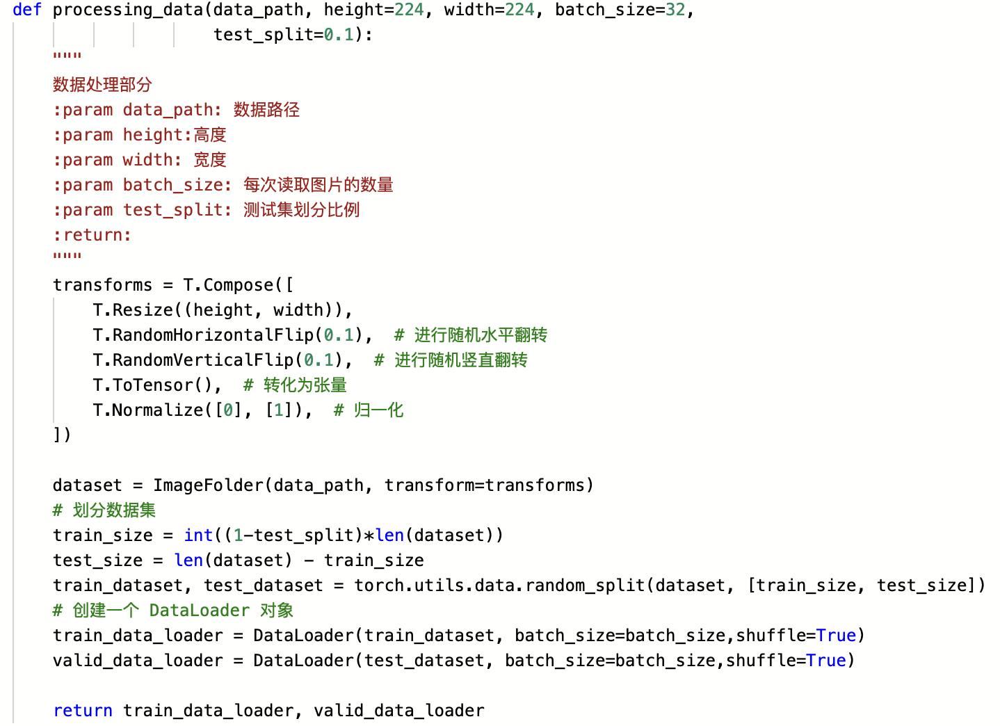 def processing_data(data_path, height=224, width=224, batch_size=32,
                    test_split=0.1):
    """
    数据处理部分
    :param data_path: 数据路径
    :param height:高度
    :param width: 宽度
    :param batch_size: 每次读取图片的数量
    :param test_split: 测试集划分比例
    :return:
    """
    transforms = T.Compose([
        T.Resize((height, width)),
        T.RandomHorizontalFlip(0.1),  # 进行随机水平翻转
        T.RandomVerticalFlip(0.1),  # 进行随机竖直翻转
        T.ToTensor(),  # 转化为张量
        T.Normalize([0], [1]),  # 归一化
    ])

    dataset = ImageFolder(data_path, transform=transforms)
    # 划分数据集
    train_size = int((1-test_split)*len(dataset))
    test_size = len(dataset) - train_size
    train_dataset, test_dataset = torch.utils.data.random_split(dataset, [train_size, test_size])
    # 创建一个 DataLoader 对象
    train_data_loader = DataLoader(train_dataset, batch_size=batch_size,shuffle=True)
    valid_data_loader = DataLoader(test_dataset, batch_size=batch_size,shuffle=True)

    return train_data_loader, valid_data_loader